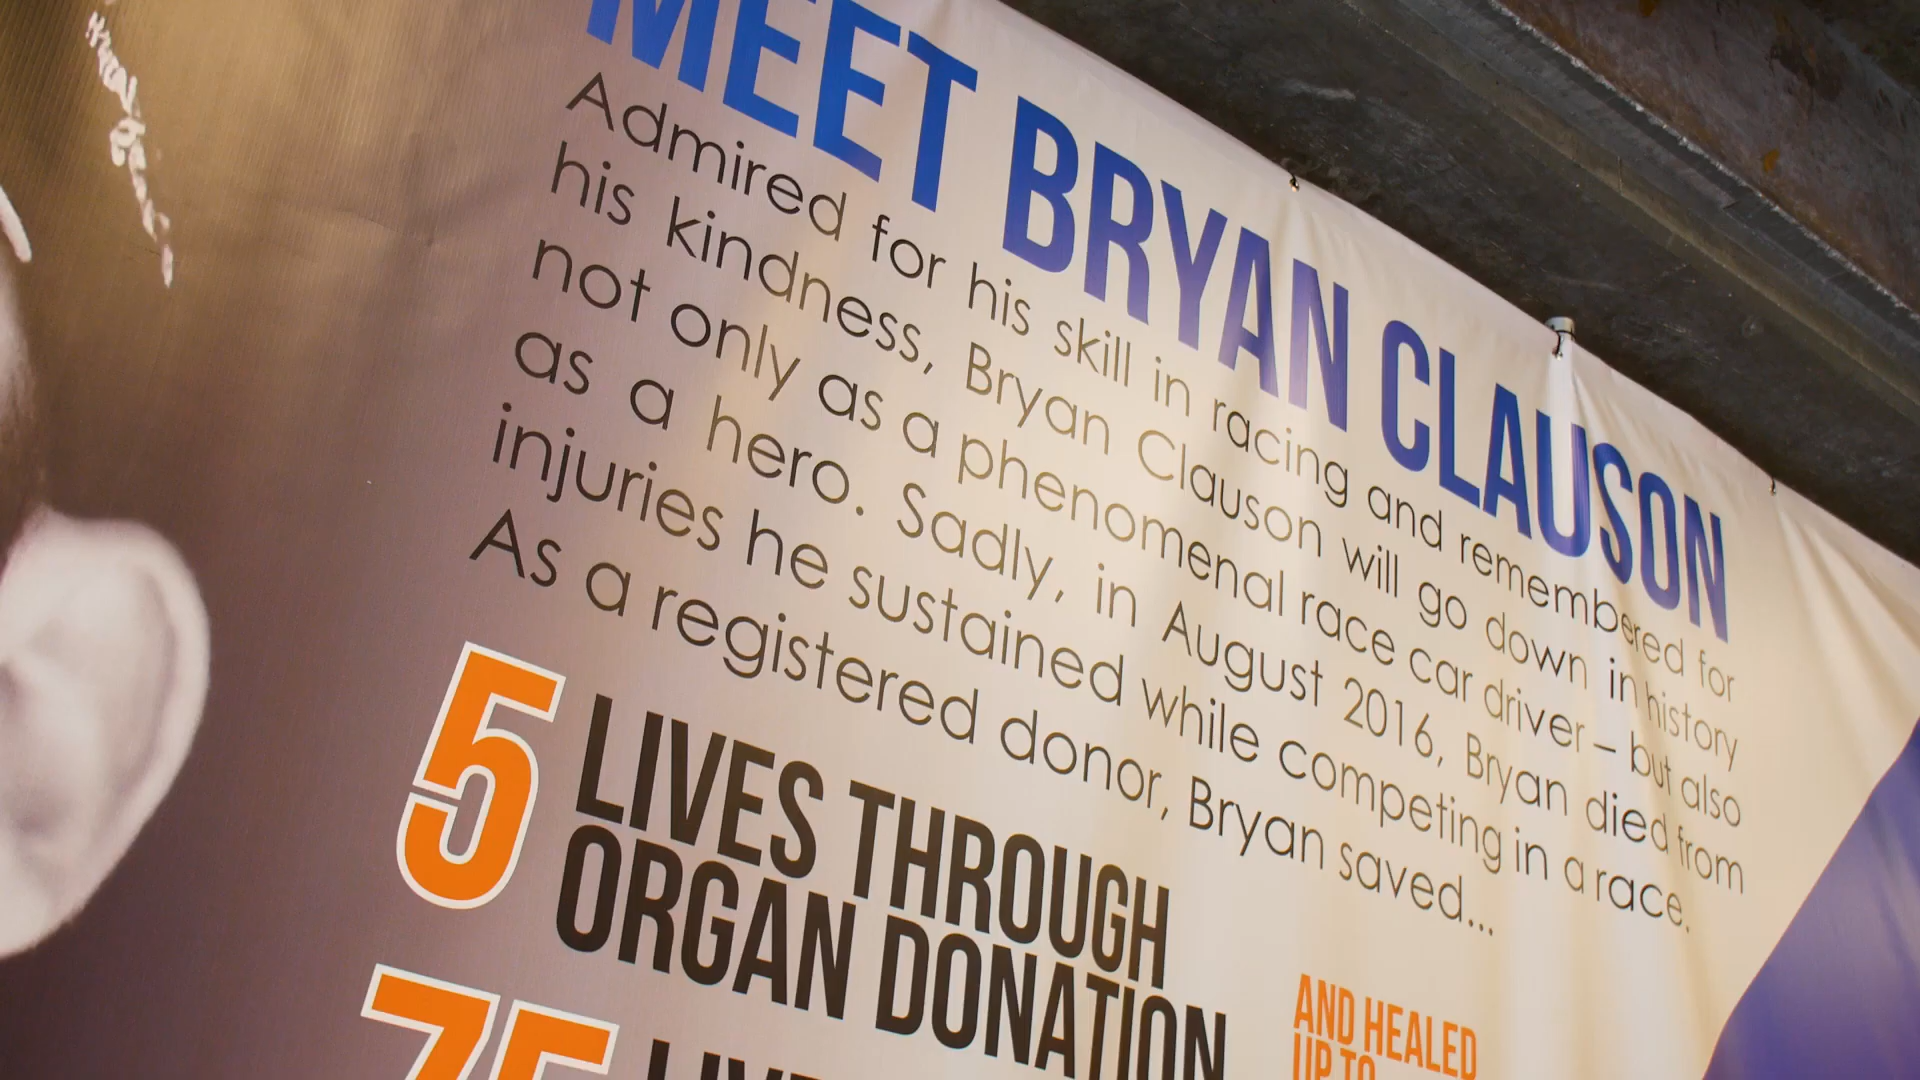 MEET BRYAN CLAUSON
Admired for his skill in racing and remembered for
his kindness, Bryan Clauson will go down in history
not only as a phenomenal race car driver – but also
as a hero. Sadly, in August 2016, Bryan died from
injuries he sustained while competing in a race.
As a registered donor, Bryan saved...
5 LIVES THROUGH
ORGAN DONATION
AND HEALED
UP TO
75